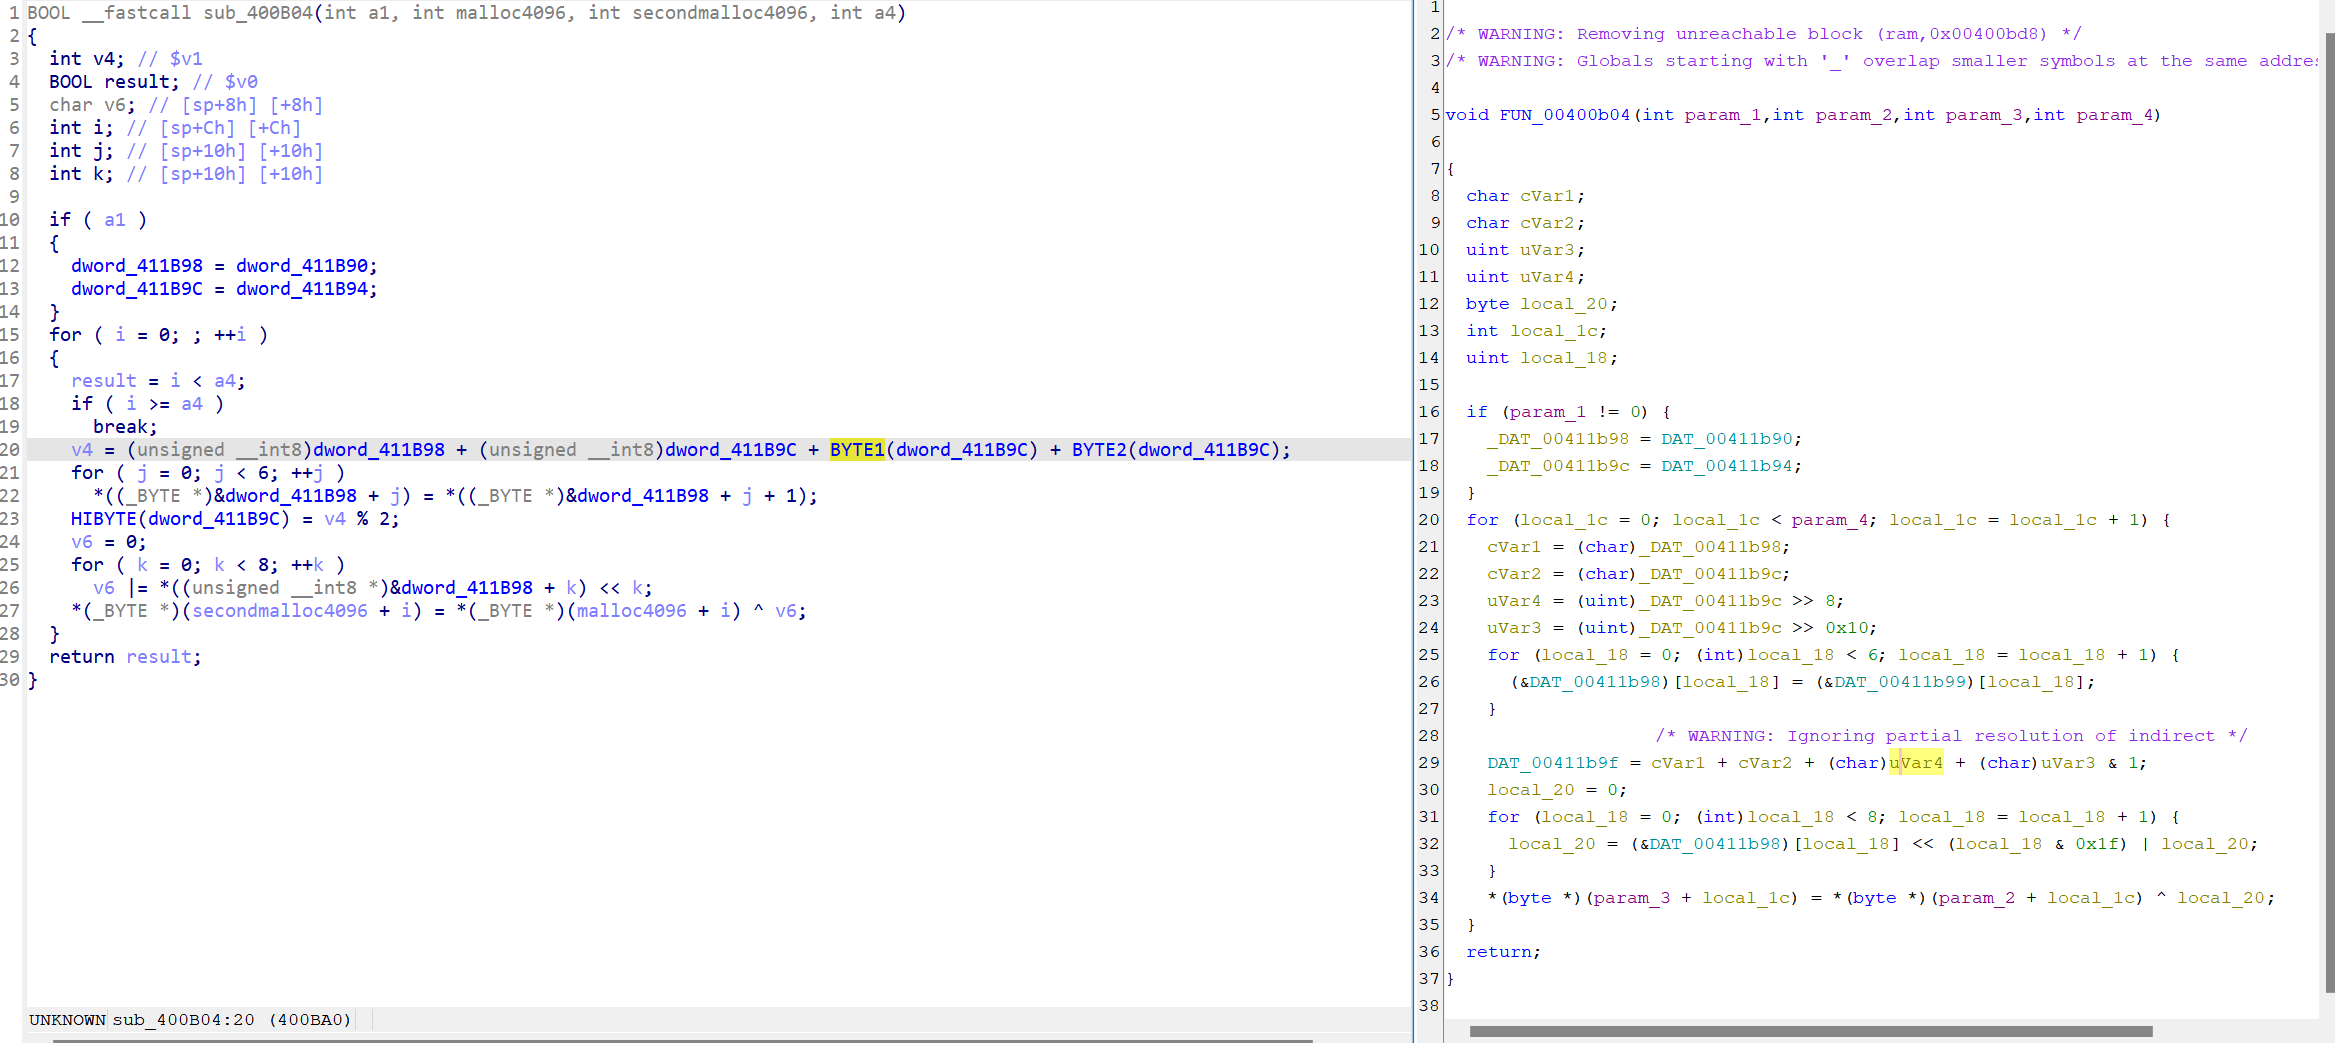 1 BOOL __fastcall sub_400B04(int a1, int malloc4096, int secondmalloc4096, int a4)
2 {
3   int v4; // $v1
4   BOOL result; // $v0
5   char v6; // [sp+8h] [+8h]
6   int i; // [sp+Ch] [+Ch]
7   int j; // [sp+10h] [+10h]
8   int k; // [sp+10h] [+10h]
9
10   if ( a1 )
11   {
12     dword_411B98 = dword_411B90;
13     dword_411B9C = dword_411B94;
14   }
15   for ( i = 0; ; ++i )
16   {
17     result = i < a4;
18     if ( i >= a4 )
19       break;
20     v4 = (unsigned __int8)dword_411B98 + (unsigned __int8)dword_411B9C + BYTE1(dword_411B9C) + BYTE2(dword_411B9C);
21     for ( j = 0; j < 6; ++j )
22       *((_BYTE *)&dword_411B98 + j) = *((_BYTE *)&dword_411B98 + j + 1);
23     HIBYTE(dword_411B9C) = v4 % 2;
24     v6 = 0;
25     for ( k = 0; k < 8; ++k )
26       v6 |= *((unsigned __int8 *)&dword_411B98 + k) << k;
27     *(_BYTE *)(secondmalloc4096 + i) = *(_BYTE *)(malloc4096 + i) ^ v6;
28   }
29   return result;
30 }
UNKNOWN sub_400B04:20 (400BA0)
1
2 /* WARNING: Removing unreachable block (ram,0x00400bd8) */
3 /* WARNING: Globals starting with '_' overlap smaller symbols at the same addre
4
5 void FUN_00400b04(int param_1,int param_2,int param_3,int param_4)
6
7 {
8   char cVar1;
9   char cVar2;
10   uint uVar3;
11   uint uVar4;
12   byte local_20;
13   int local_1c;
14   uint local_18;
15
16   if (param_1 != 0) {
17     _DAT_00411b98 = DAT_00411b90;
18     _DAT_00411b9c = DAT_00411b94;
19   }
20   for (local_1c = 0; local_1c < param_4; local_1c = local_1c + 1) {
21     cVar1 = (char)_DAT_00411b98;
22     cVar2 = (char)_DAT_00411b9c;
23     uVar4 = (uint)_DAT_00411b9c >> 8;
24     uVar3 = (uint)_DAT_00411b9c >> 0x10;
25     for (local_18 = 0; (int)local_18 < 6; local_18 = local_18 + 1) {
26       (&DAT_00411b98)[local_18] = (&DAT_00411b99)[local_18];
27     }
28                     /* WARNING: Ignoring partial resolution of indirect */
29     DAT_00411b9f = cVar1 + cVar2 + (char)uVar4 + (char)uVar3 & 1;
30     local_20 = 0;
31     for (local_18 = 0; (int)local_18 < 8; local_18 = local_18 + 1) {
32       local_20 = (&DAT_00411b98)[local_18] << (local_18 & 0x1f) | local_20;
33     }
34     *(byte *)(param_3 + local_1c) = *(byte *)(param_2 + local_1c) ^ local_20;
35   }
36   return;
37 }
38